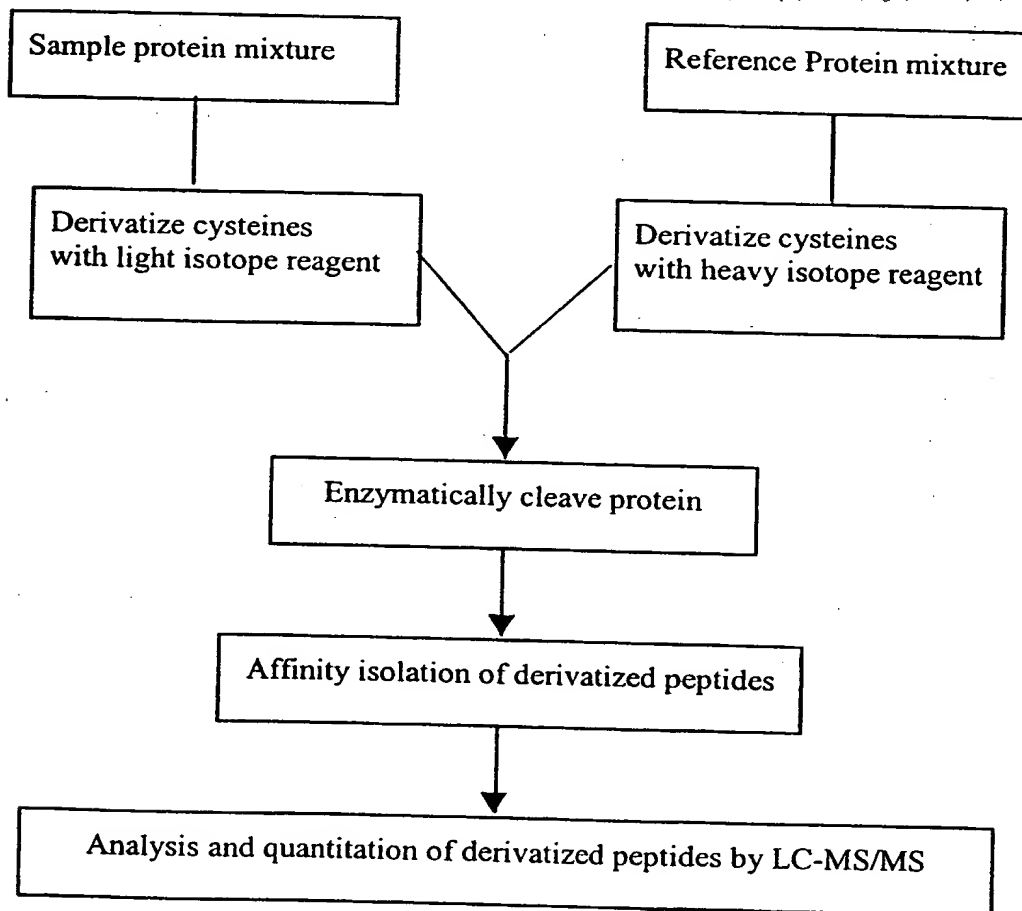 Sample protein mixture
Reference Protein mixture
Derivatize cysteines
with light isotope reagent
Derivatize cysteines
with heavy isotope reagent
Enzymatically cleave protein
Affinity isolation of derivatized peptides
Analysis and quantitation of derivatized peptides by LC-MS/MS